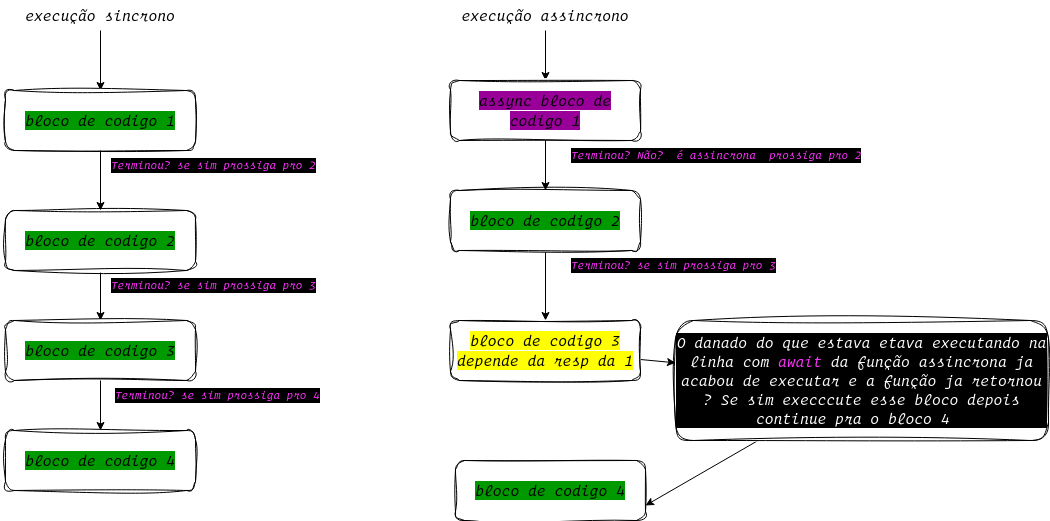 execução sincrono
bloco de codigo 1
Terminou? se sim prossiga pro 2
bloco de codigo 2
Terminou? se sim prossiga pro 3
bloco de codigo 3
Terminou? se sim prossiga pro 4
bloco de codigo 4
execução assincrono
assync bloco de
codigo 1
Terminou? Não? é assincrona prossiga pro 2
bloco de codigo 2
Terminou? se sim prossiga pro 3
bloco de codigo 3
depende da resp da 1
O danado do que estava etava executando na
linha com await da função assincrona ja
acabou de executar e a função ja retornou
? Se sim execccute esse bloco depois
continue pra o bloco 4
bloco de codigo 4